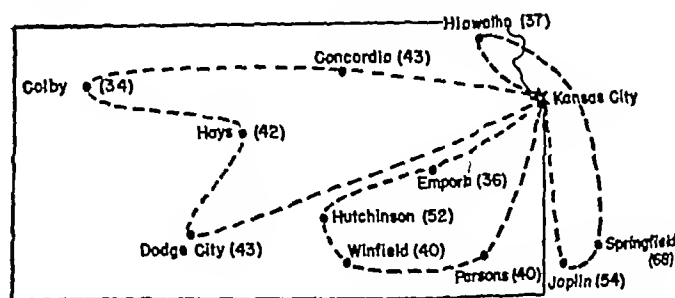 Hiawatha (37)
Concordia (43)
Colby (34)
Kansas City
Hays (42)
Emporia (36)
Hutchinson (52)
Dodge City (43)
Winfield (40)
Parsons (40)
Springfield
(68)
Joplin (54)